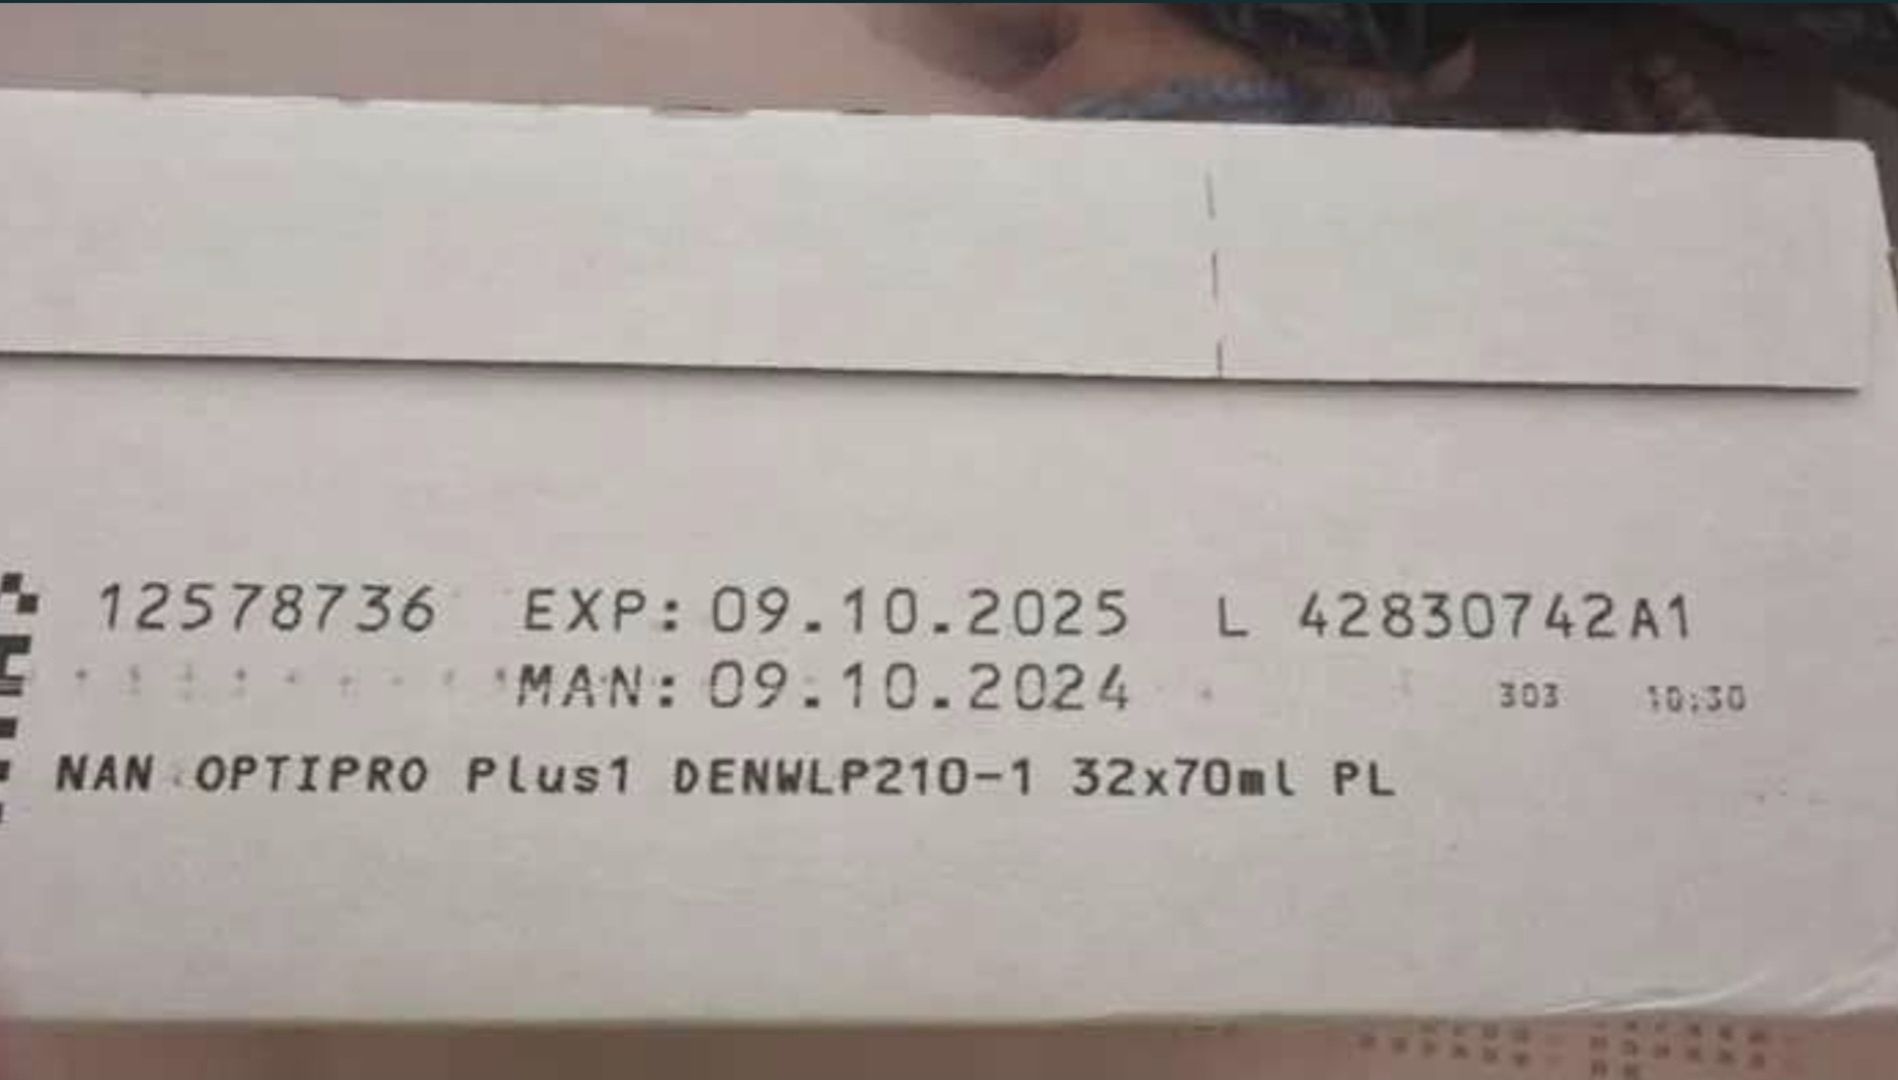 12578736 EXP: 09.10.2025 L 42830742A1
MAN: 09.10.2024 303 10:30
NAN OPTIPRO Plus1 DENWLP210-1 32x70ml PL